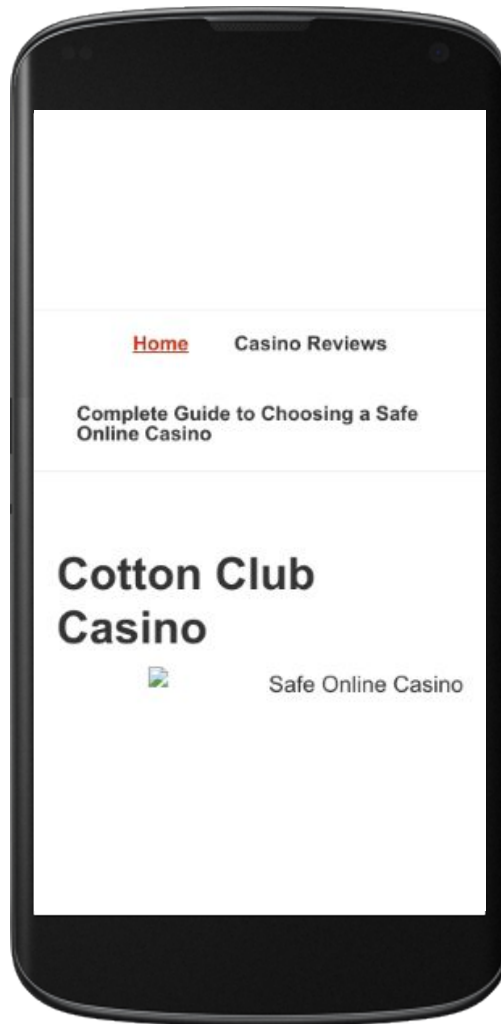 Home Casino Reviews
Complete Guide to Choosing a Safe
Online Casino
Cotton Club
Casino
Safe Online Casino